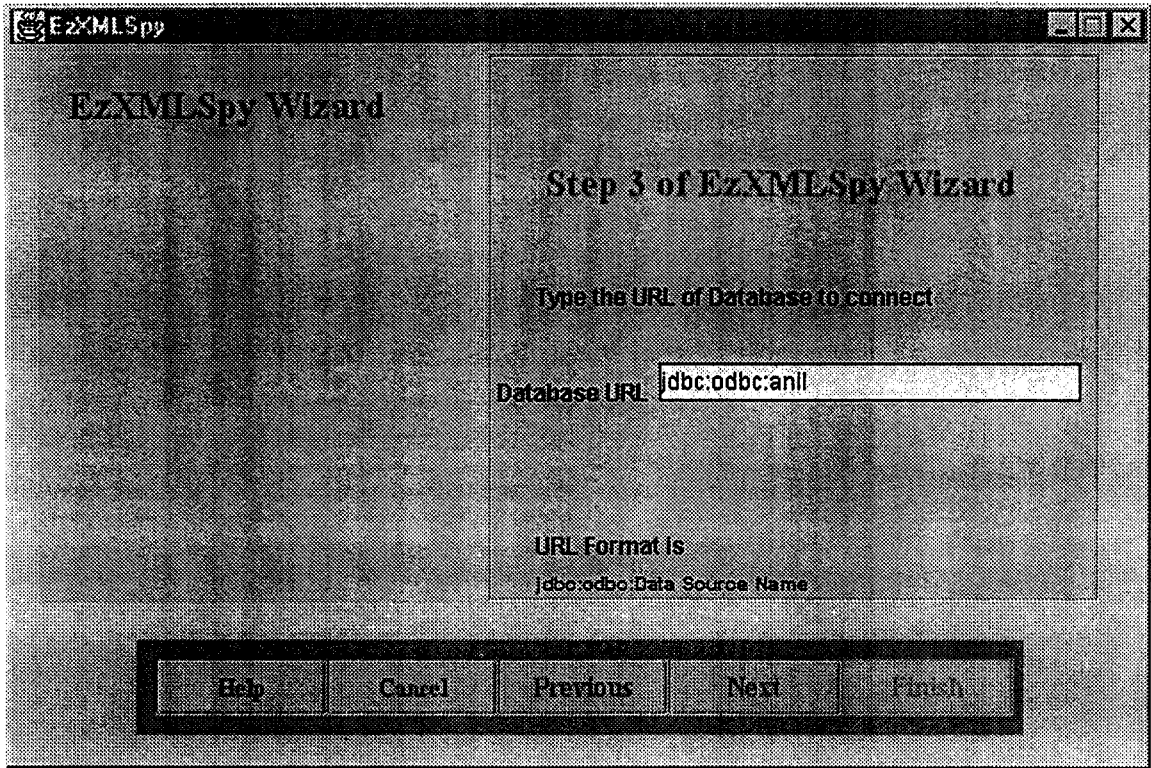 EzXMLSpy
EzXMLSpy Wizard
Step 3 of EzXMLSpy Wizard
Type the URL of Database to connect
Database URL
jdbc:odbc:anil
URL Format is
jdbc:odbc:Data Source Name
Help
Cancel
Previous
Next
Finish